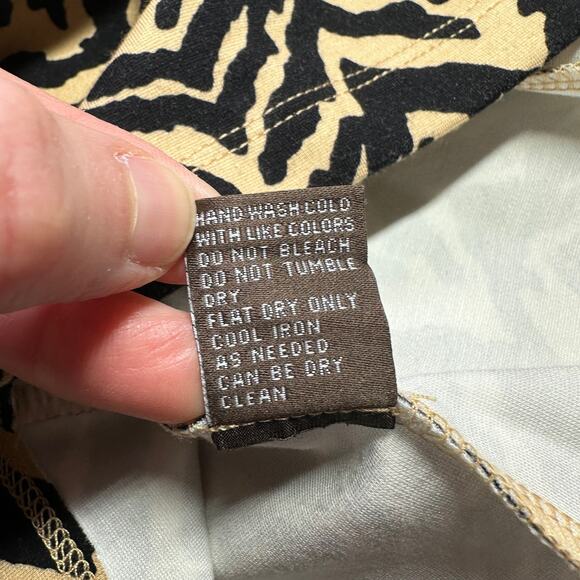 HAND WASH COLD
WITH LIKE COLORS
DO NOT BLEACH
DO NOT TUMBLE
DRY
FLAT DRY ONLY
COOL IRON
AS NEEDED
CAN BE DRY
CLEAN